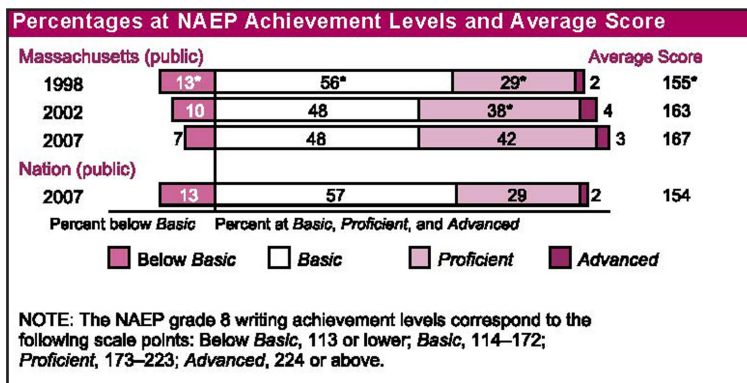 Percentages at NAEP Achievement Levels and Average Score
Massachusetts (public) Average Score
1998 13* 56* 29* 2 155*
2002 10 48 38* 4 163
2007 7 48 42 3 167
Nation (public)
2007 13 57 29 2 154
Percent below Basic Percent at Basic, Proficient, and Advanced
Below Basic Basic Proficient Advanced
NOTE: The NAEP grade 8 writing achievement levels correspond to the
following scale points: Below Basic, 113 or lower; Basic, 114–172;
Proficient, 173–223; Advanced, 224 or above.